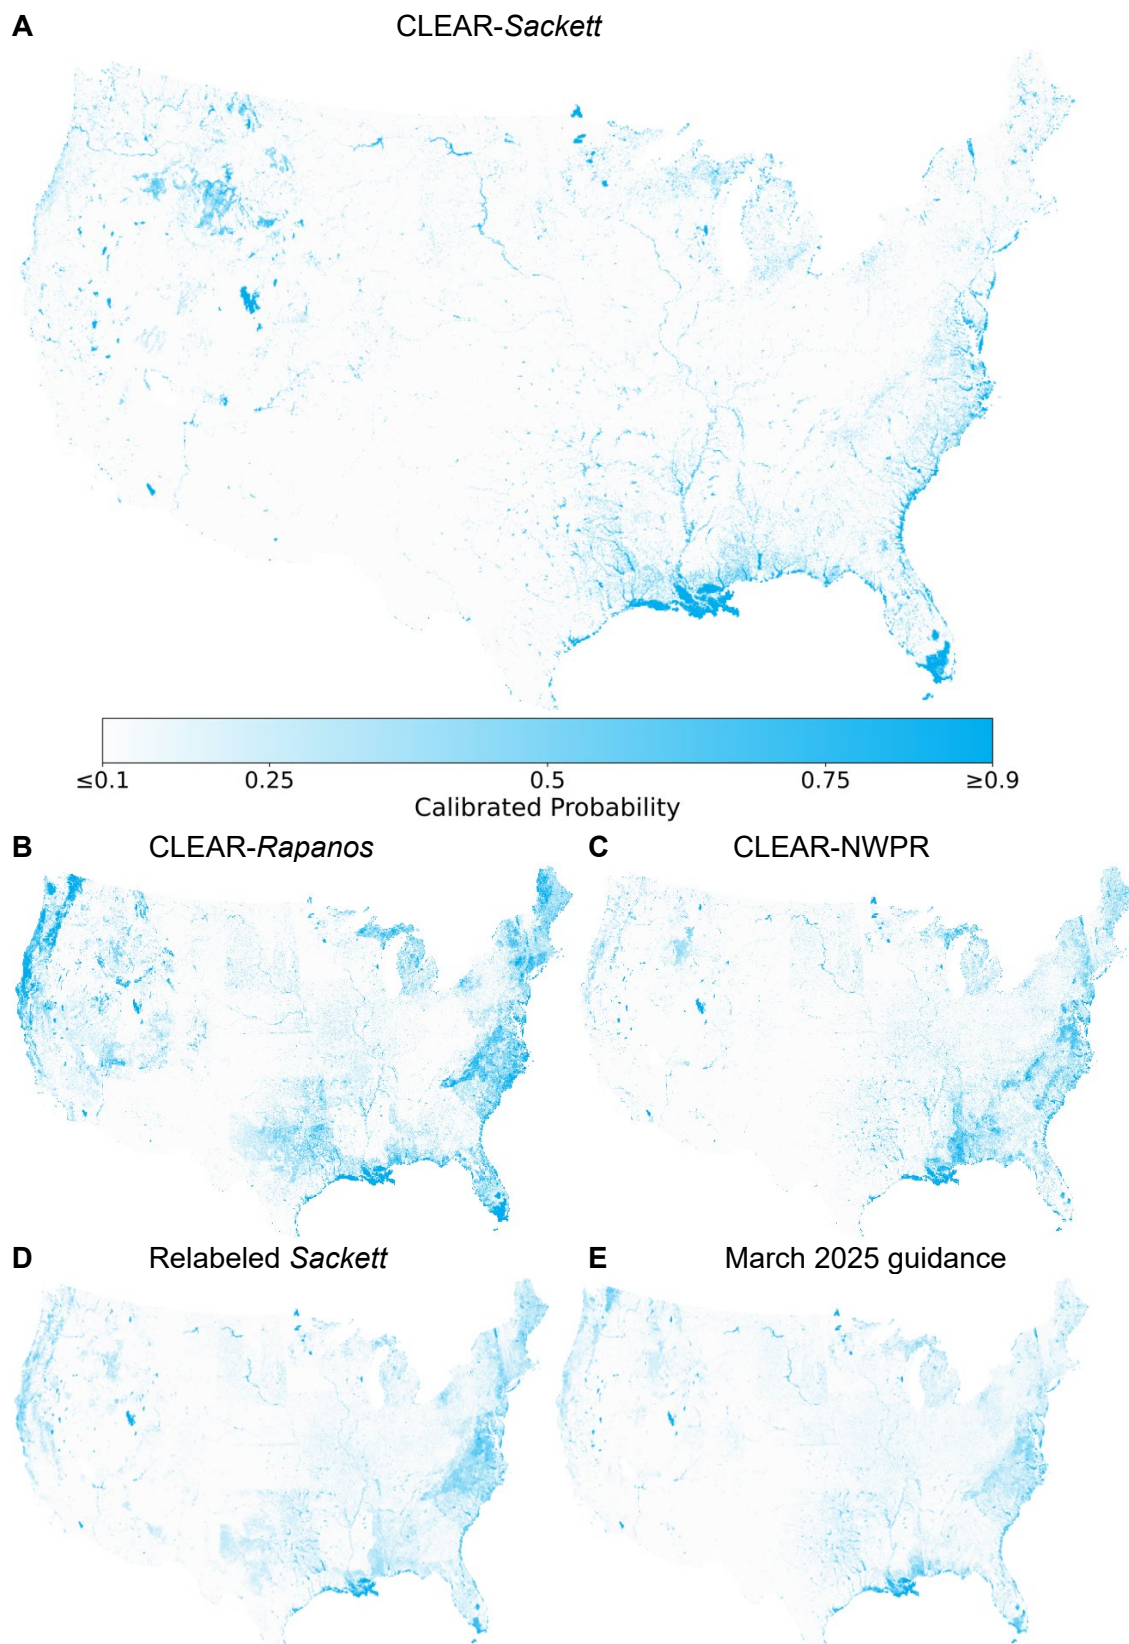 A
CLEAR-Sackett
≤0.1 0.25 0.5 0.75 ≥0.9
Calibrated Probability
B CLEAR-Rapanos
C CLEAR-NWPR
D Relabeled Sackett
E March 2025 guidance